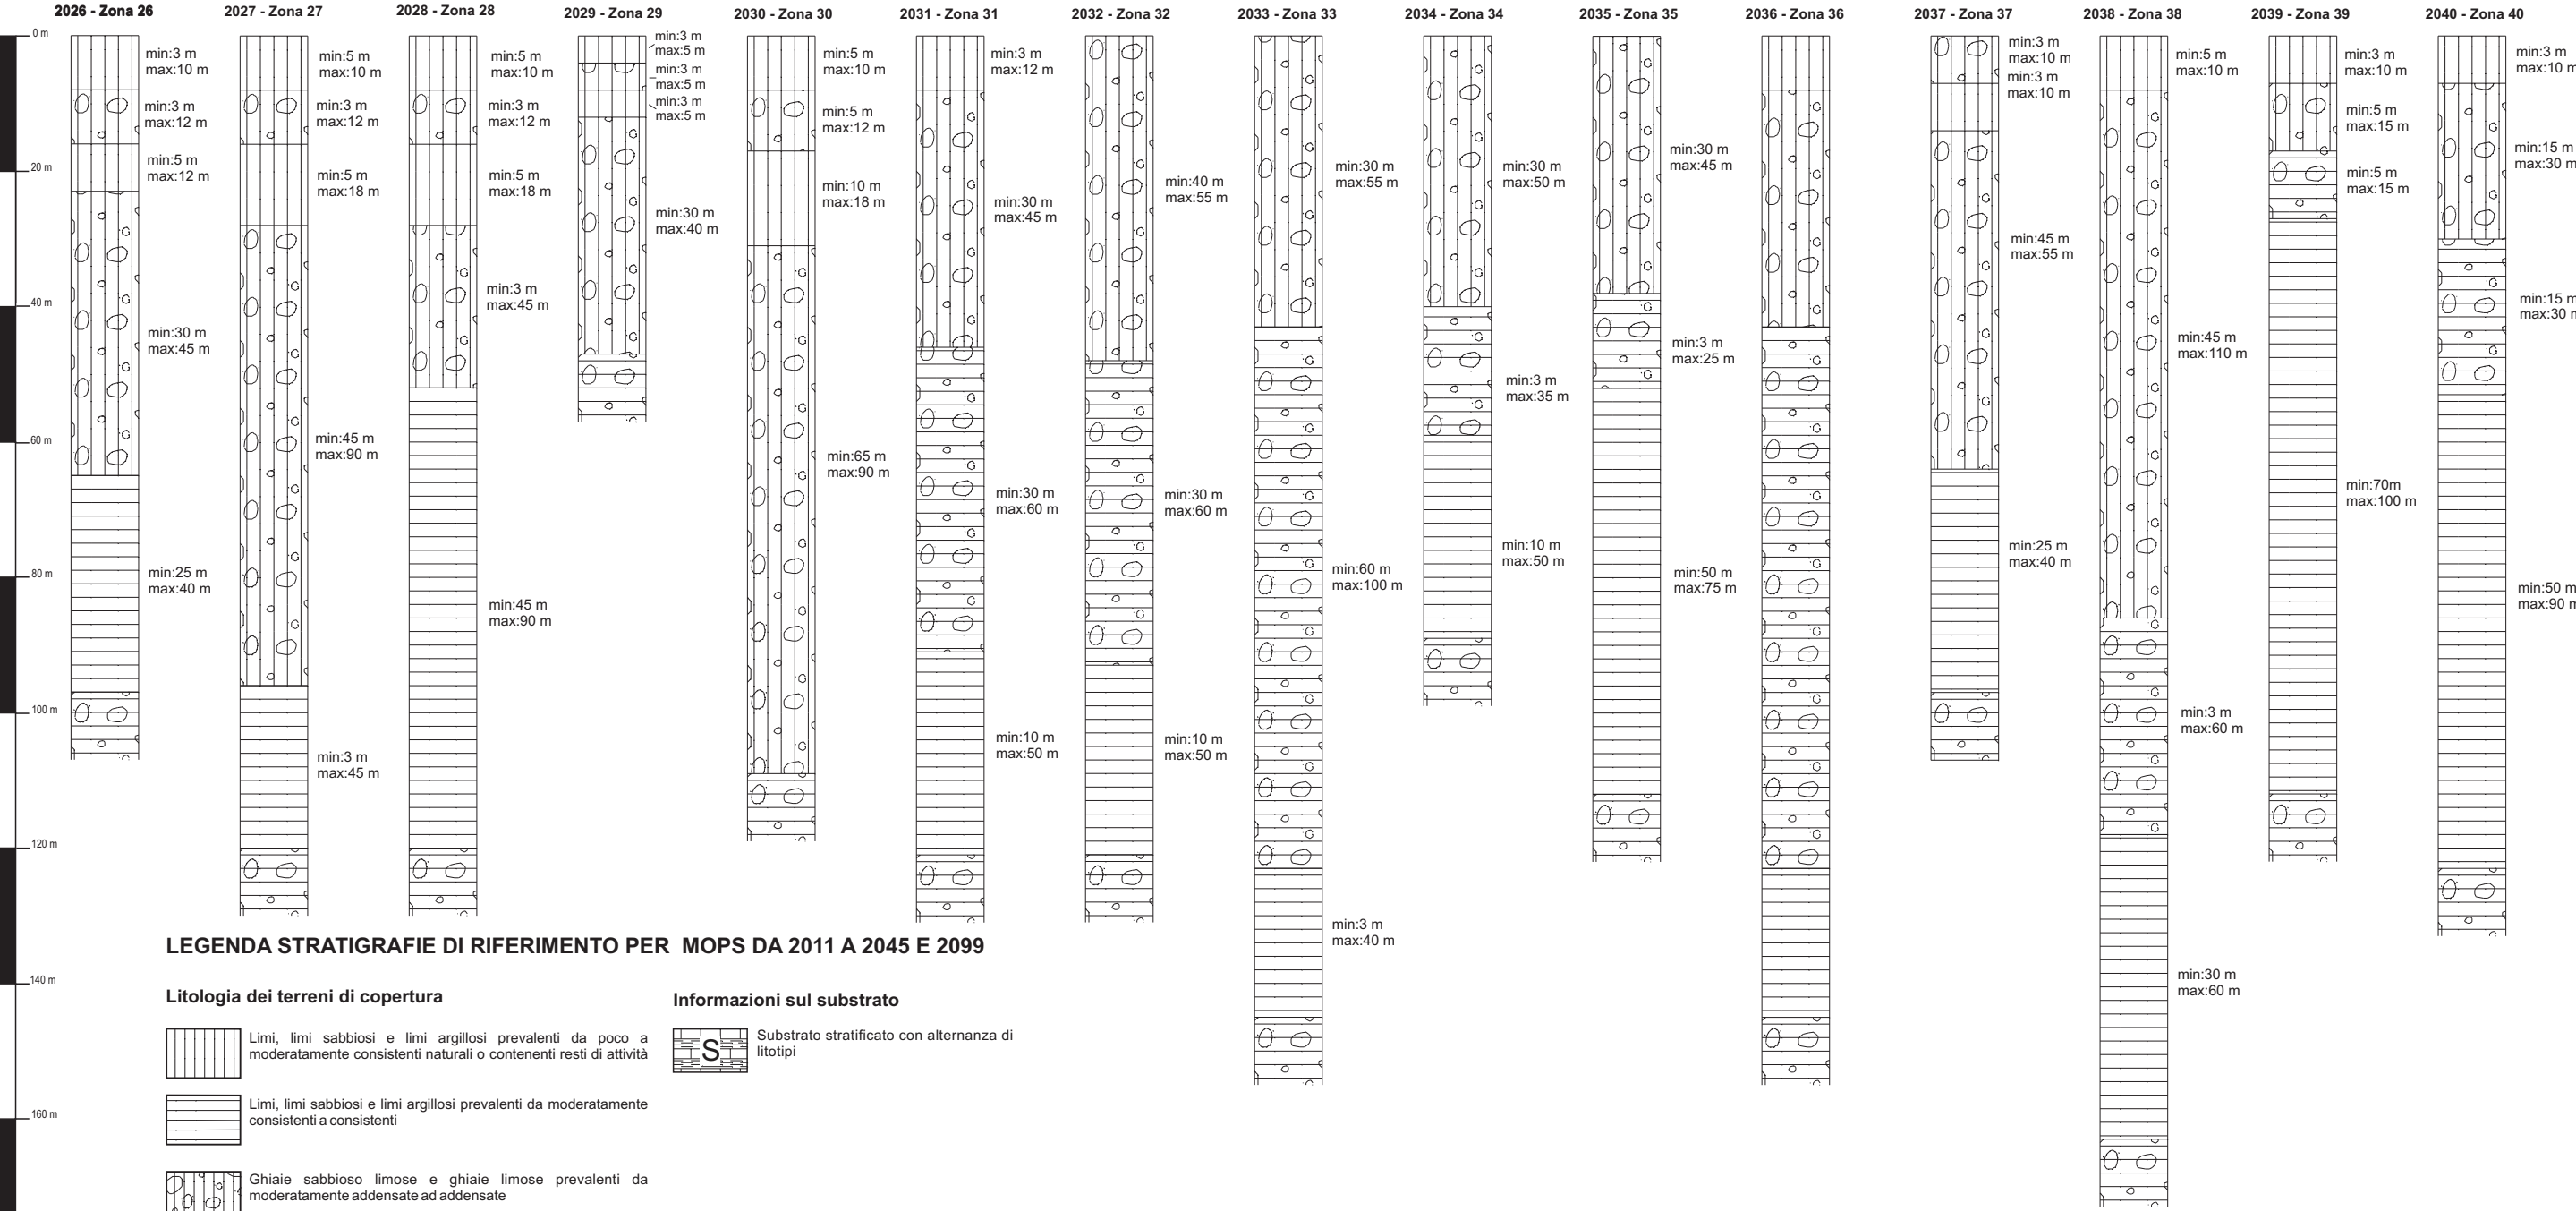 2026 - Zona 26
2027 - Zona 27
2028 - Zona 28
2029 - Zona 29
2030 - Zona 30
2031 - Zona 31
2032 - Zona 32
2033 - Zona 33
2034 - Zona 34
2035 - Zona 35
2036 - Zona 36
2037 - Zona 37
2038 - Zona 38
2039 - Zona 39
2040 - Zona 40
0 m
20 m
40 m
60 m
80 m
100 m
120 m
140 m
160 m
min:3 m
max:10 m
min:3 m
max:12 m
min:5 m
max:12 m
min:30 m
max:45 m
min:25 m
max:40 m
min:5 m
max:10 m
min:3 m
max:12 m
min:5 m
max:18 m
min:45 m
max:90 m
min:3 m
max:45 m
min:5 m
max:10 m
min:3 m
max:12 m
min:5 m
max:18 m
min:3 m
max:45 m
min:45 m
max:90 m
min:3 m
max:5 m
min:3 m
max:5 m
min:3 m
max:5 m
min:30 m
max:40 m
min:5 m
max:10 m
min:5 m
max:12 m
min:10 m
max:18 m
min:65 m
max:90 m
min:3 m
max:12 m
min:30 m
max:45 m
min:30 m
max:60 m
min:10 m
max:50 m
min:40 m
max:55 m
min:30 m
max:60 m
min:10 m
max:50 m
min:30 m
max:55 m
min:60 m
max:100 m
min:3 m
max:40 m
min:30 m
max:50 m
min:3 m
max:35 m
min:10 m
max:50 m
min:30 m
max:45 m
min:3 m
max:25 m
min:50 m
max:75 m
min:3 m
max:10 m
min:3 m
max:10 m
min:45 m
max:55 m
min:25 m
max:40 m
min:5 m
max:10 m
min:45 m
max:110 m
min:3 m
max:60 m
min:30 m
max:60 m
min:3 m
max:10 m
min:5 m
max:15 m
min:5 m
max:15 m
min:70m
max:100 m
min:3 m
max:10 m
min:15 m
max:30 m
min:15 m
max:30 m
min:50 m
max:90 m
LEGENDA STRATIGRAFIE DI RIFERIMENTO PER MOPS DA 2011 A 2045 E 2099
Litologia dei terreni di copertura
Limi, limi sabbiosi e limi argillosi prevalenti da poco a
moderatamente consistenti naturali o contenenti resti di attività
Limi, limi sabbiosi e limi argillosi prevalenti da moderatamente
consistenti a consistenti
Ghiaie sabbioso limose e ghiaie limose prevalenti da
moderatamente addensate ad addensate
Informazioni sul substrato
S
Substrato stratificato con alternanza di
litotipi